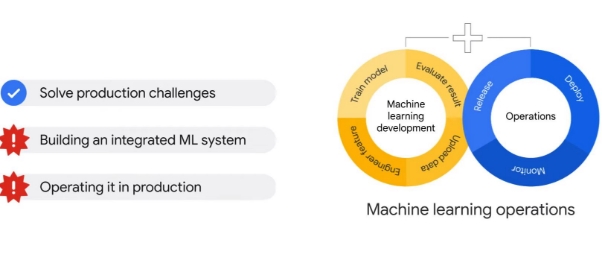 Solve production challenges
Building an integrated ML system
Operating it in production
Train model
Evaluate result
Machine
learning
development
Engineer feature
Upload data
Release
Deploy
Operations
Monitor
Machine learning operations